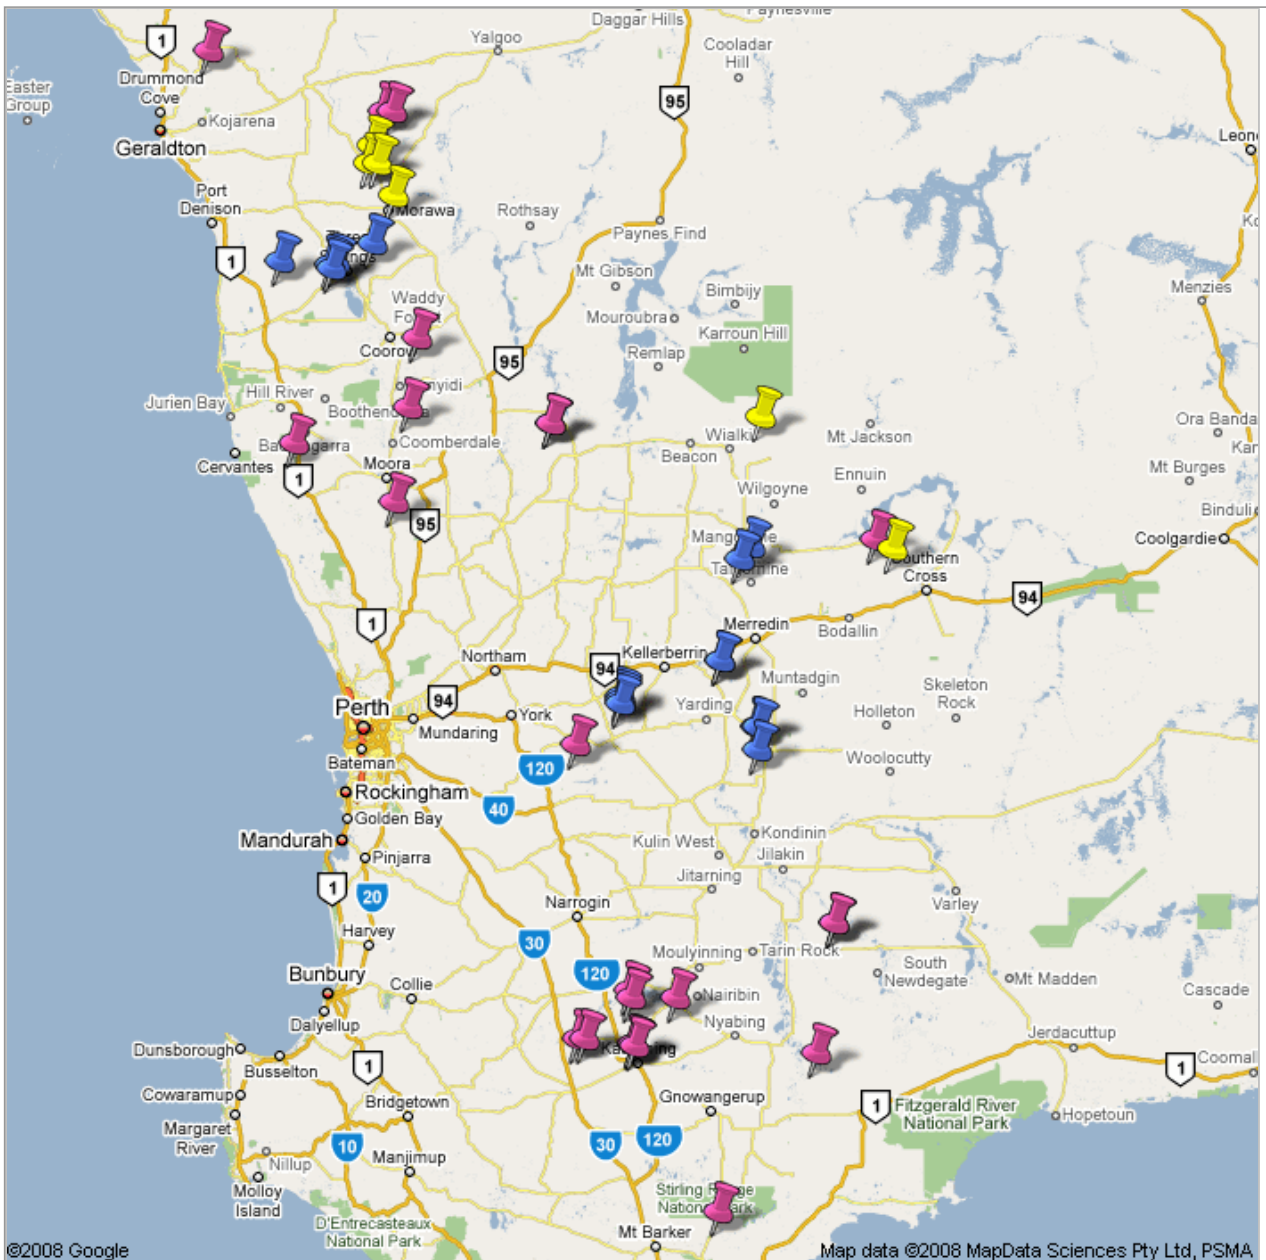 Daggar Hills
Paynesville
Yalgoo
Cooladar
Hill
1
Drummond
Cove
Easter
Group
95
Kojarena
Geraldton
Leon
Port
Denison
Morawa
Rothsay
Paynes Find
1
Mt Gibson
Menzies
Waddy
Bimbijy
Mouroubra
Karroun Hill
Coorow
95
Remlap
Hill River
Jurien Bay
Ora Banda
Coomberdale
Wialki
Mt Jackson
Beacon
Cervantes
Moora
Ennuin
Mt Burges
1
Wilgoyne
95
Binduli
Coolgardie
Southern
Cross
94
1
Merredin
Bodallin
Northam
94
Kellerberrin
Muntadgin
Skeleton
Rock
94
Perth
York
Yarding
Holleton
Mundaring
Bateman
120
Woolocutty
Rockingham
40
Golden Bay
Mandurah
Kulin West
Kondinin
Jilakin
Pinjarra
1
20
Jitarning
Varley
Narrogin
Harvey
30
Moulyinning
Tarin Rock
South
Newdegate
Bunbury
120
Mt Madden
Collie
Nairibin
Cascade
Dalyellup
Nyabing
Jerdacuttup
Dunsborough
Busselton
1
1
Coomal
Cowaramup
Bridgetown
Gnowangerup
1
Fitzgerald River
National Park
Hopetoun
Margaret
River
10
30
120
Nillup
Manjimup
Molloy
Island
D'Entrecasteaux
National Park
Mt Barker
©2008 Google
Map data ©2008 MapData Sciences Pty Ltd, PSMA